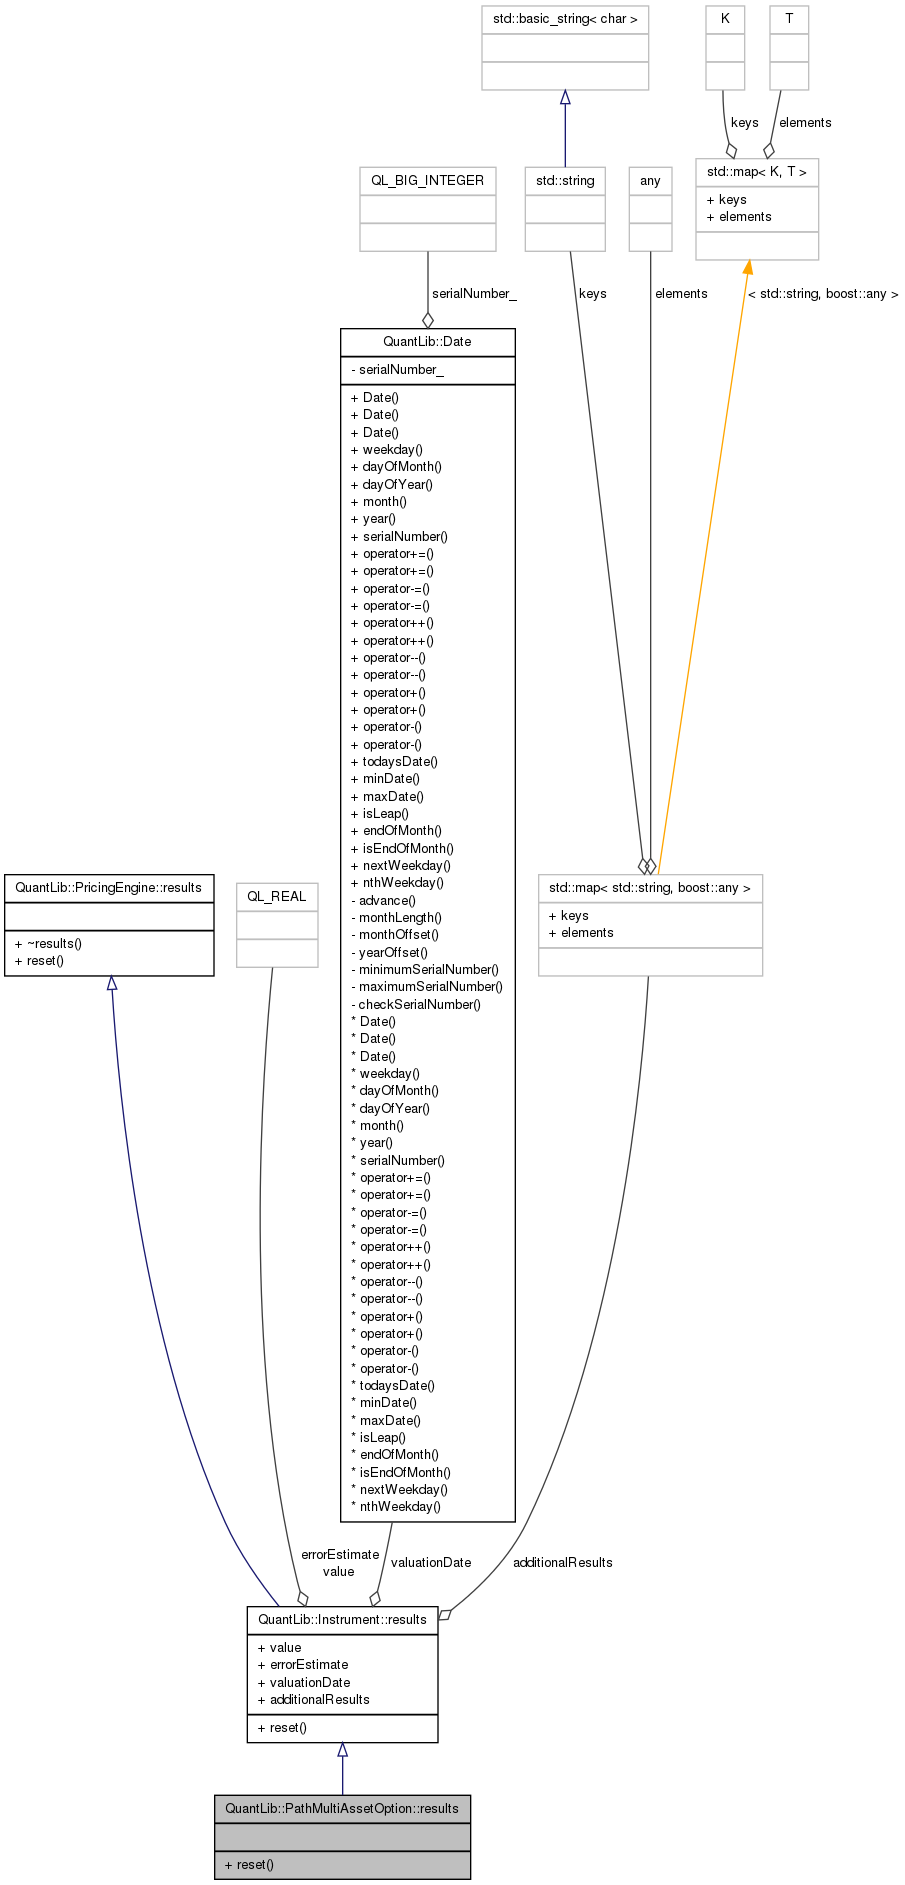 std::basic_string< char >
K
T
keys
elements
QL_BIG_INTEGER
std::string
any
std::map< K, T >
+ keys
+ elements
serialNumber_
keys
elements
< std::string, boost::any >
QuantLib::Date
- serialNumber_
+ Date()
+ Date()
+ Date()
+ weekday()
+ dayOfMonth()
+ dayOfYear()
+ month()
+ year()
+ serialNumber()
+ operator+=()
+ operator+=()
+ operator-=()
+ operator-=()
+ operator++()
+ operator++()
+ operator--()
+ operator--()
+ operator+()
+ operator+()
+ operator-()
+ operator-()
+ todaysDate()
+ minDate()
+ maxDate()
+ isLeap()
+ endOfMonth()
+ isEndOfMonth()
+ nextWeekday()
+ nthWeekday()
- advance()
- monthLength()
- monthOffset()
- yearOffset()
- minimumSerialNumber()
- maximumSerialNumber()
- checkSerialNumber()
* Date()
* Date()
* Date()
* weekday()
* dayOfMonth()
* dayOfYear()
* month()
* year()
* serialNumber()
* operator+=()
* operator+=()
* operator-=()
* operator-=()
* operator++()
* operator++()
* operator--()
* operator--()
* operator+()
* operator+()
* operator-()
* operator-()
* todaysDate()
* minDate()
* maxDate()
* isLeap()
* endOfMonth()
* isEndOfMonth()
* nextWeekday()
* nthWeekday()
QuantLib::PricingEngine::results
+ ~results()
+ reset()
QL_REAL
std::map< std::string, boost::any >
+ keys
+ elements
errorEstimate
value
valuationDate
additionalResults
QuantLib::Instrument::results
+ value
+ errorEstimate
+ valuationDate
+ additionalResults
+ reset()
QuantLib::PathMultiAssetOption::results
+ reset()